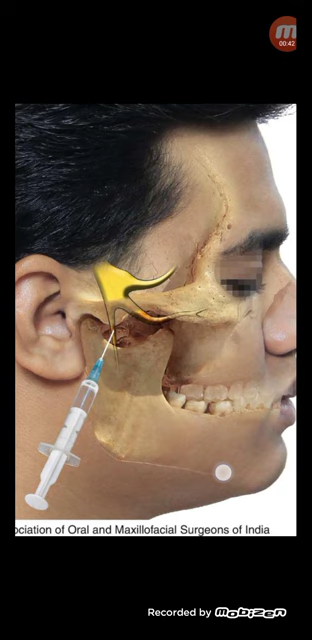 00:42
ociation of Oral and Maxillofacial Surgeons of India
Recorded by mobizen